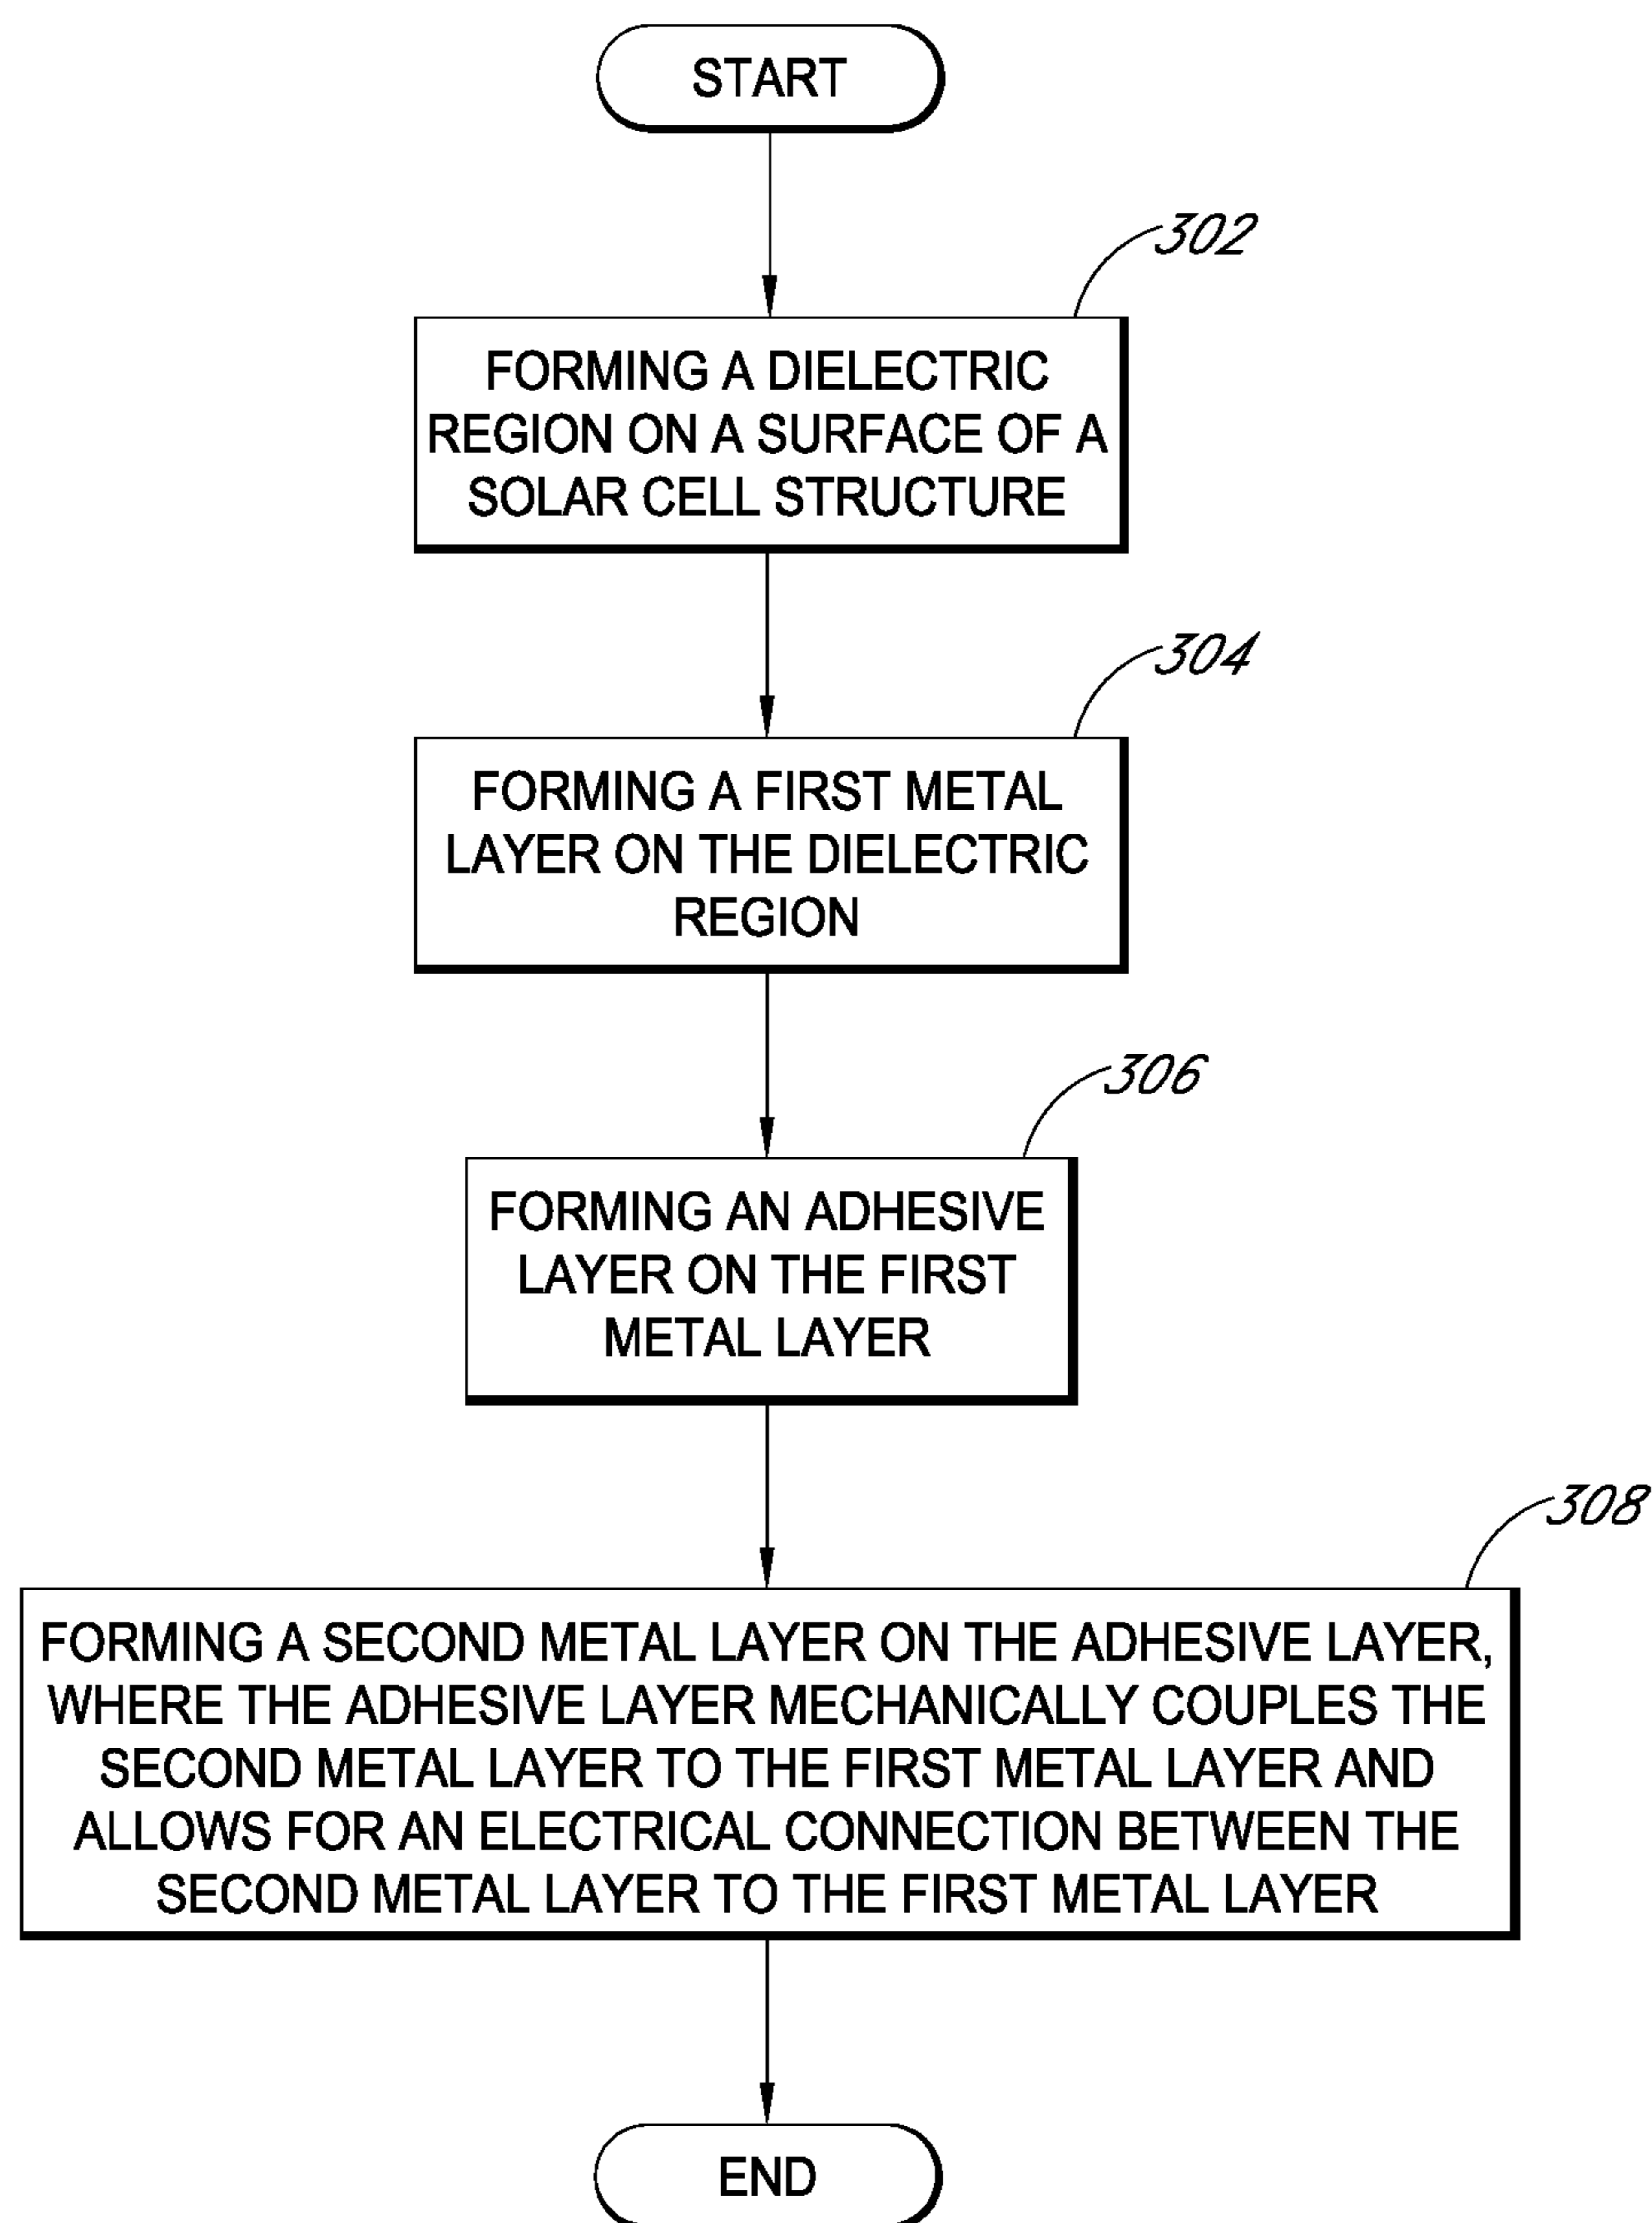 START
302
FORMING A DIELECTRIC
REGION ON A SURFACE OF A
SOLAR CELL STRUCTURE
304
FORMING A FIRST METAL
LAYER ON THE DIELECTRIC
REGION
306
FORMING AN ADHESIVE
LAYER ON THE FIRST
METAL LAYER
308
FORMING A SECOND METAL LAYER ON THE ADHESIVE LAYER,
WHERE THE ADHESIVE LAYER MECHANICALLY COUPLES THE
SECOND METAL LAYER TO THE FIRST METAL LAYER AND
ALLOWS FOR AN ELECTRICAL CONNECTION BETWEEN THE
SECOND METAL LAYER TO THE FIRST METAL LAYER
END